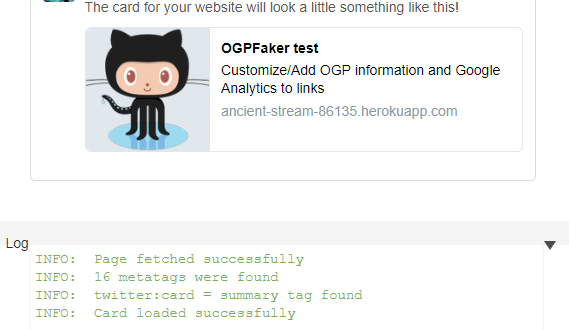 The card for your website will look a little something like this!
OGPFaker test
Customize/Add OGP information and Google
Analytics to links
ancient-stream-86135.herokuapp.com
Log
INFO:  Page fetched successfully
INFO:  16 metatags were found
INFO:  twitter:card = summary tag found
INFO:  Card loaded successfully